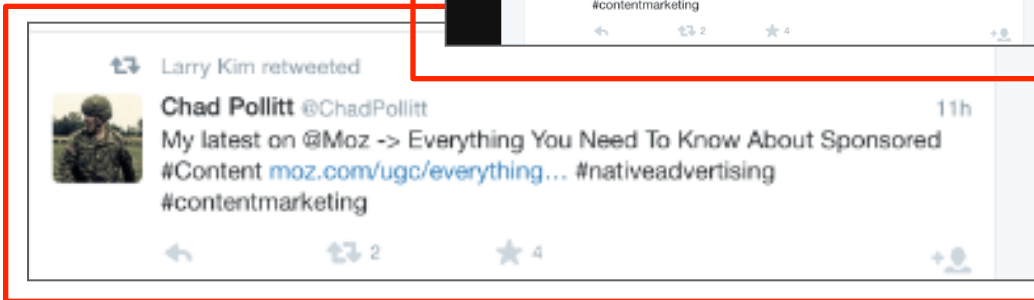 #contentmarketing
2 4
Larry Kim retweeted
Chad Pollitt @ChadPollitt 11h
My latest on @Moz -> Everything You Need To Know About Sponsored
#Content moz.com/ugc/everything... #nativeadvertising
#contentmarketing
2 4